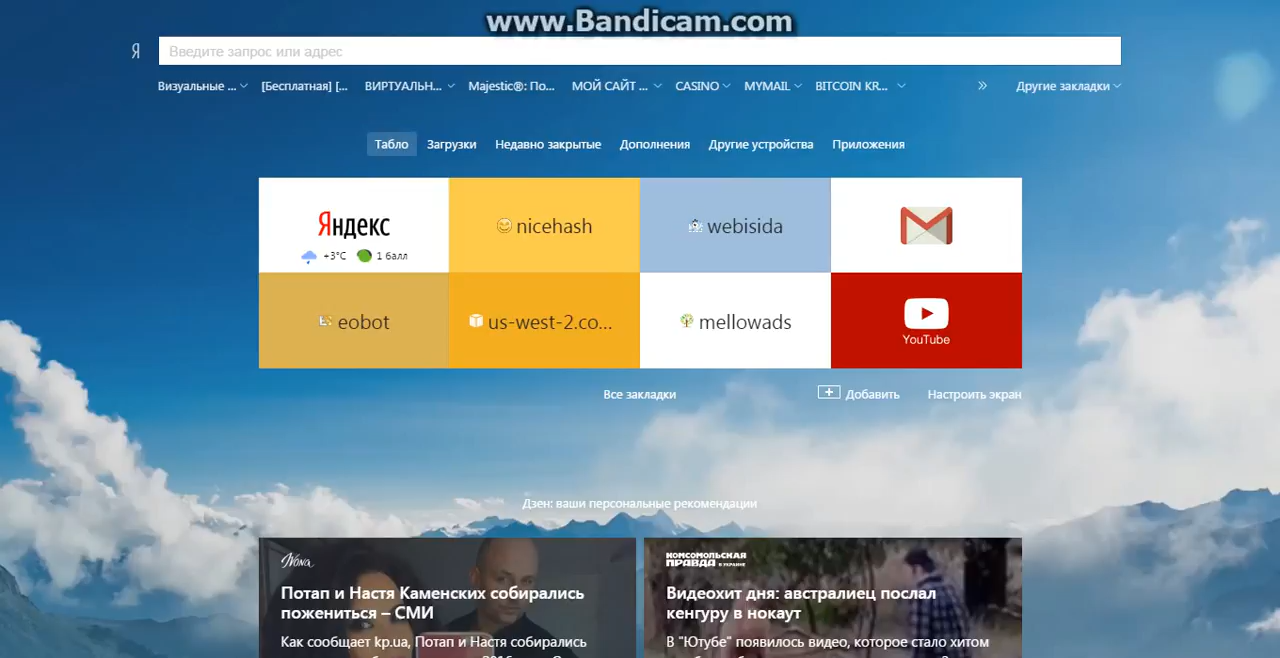 www.Bandicam.com
Я Введите запрос или адрес
Визуальные ... [Бесплатная] [... ВИРТУАЛЬН... Majestic®: По... МОЙ САЙТ ... CASINO MYMAIL BITCOIN KR... » Другие закладки
Табло Загрузки Недавно закрытые Дополнения Другие устройства Приложения
Яндекс nicehash webisida
+3°C 1 балл
eobot us-west-2.co... mellowads YouTube
Все закладки Добавить Настроить экран
Дзен: ваши персональные рекомендации
Потап и Настя Каменских собирались
пожениться – СМИ
Как сообщает kp.ua, Потап и Настя собирались
КОМСОМОЛЬСКАЯ
ПРАВДА В УКРАИНЕ
Видеохит дня: австралиец послал
кенгуру в нокаут
В "Ютубе" появилось видео, которое стало хитом